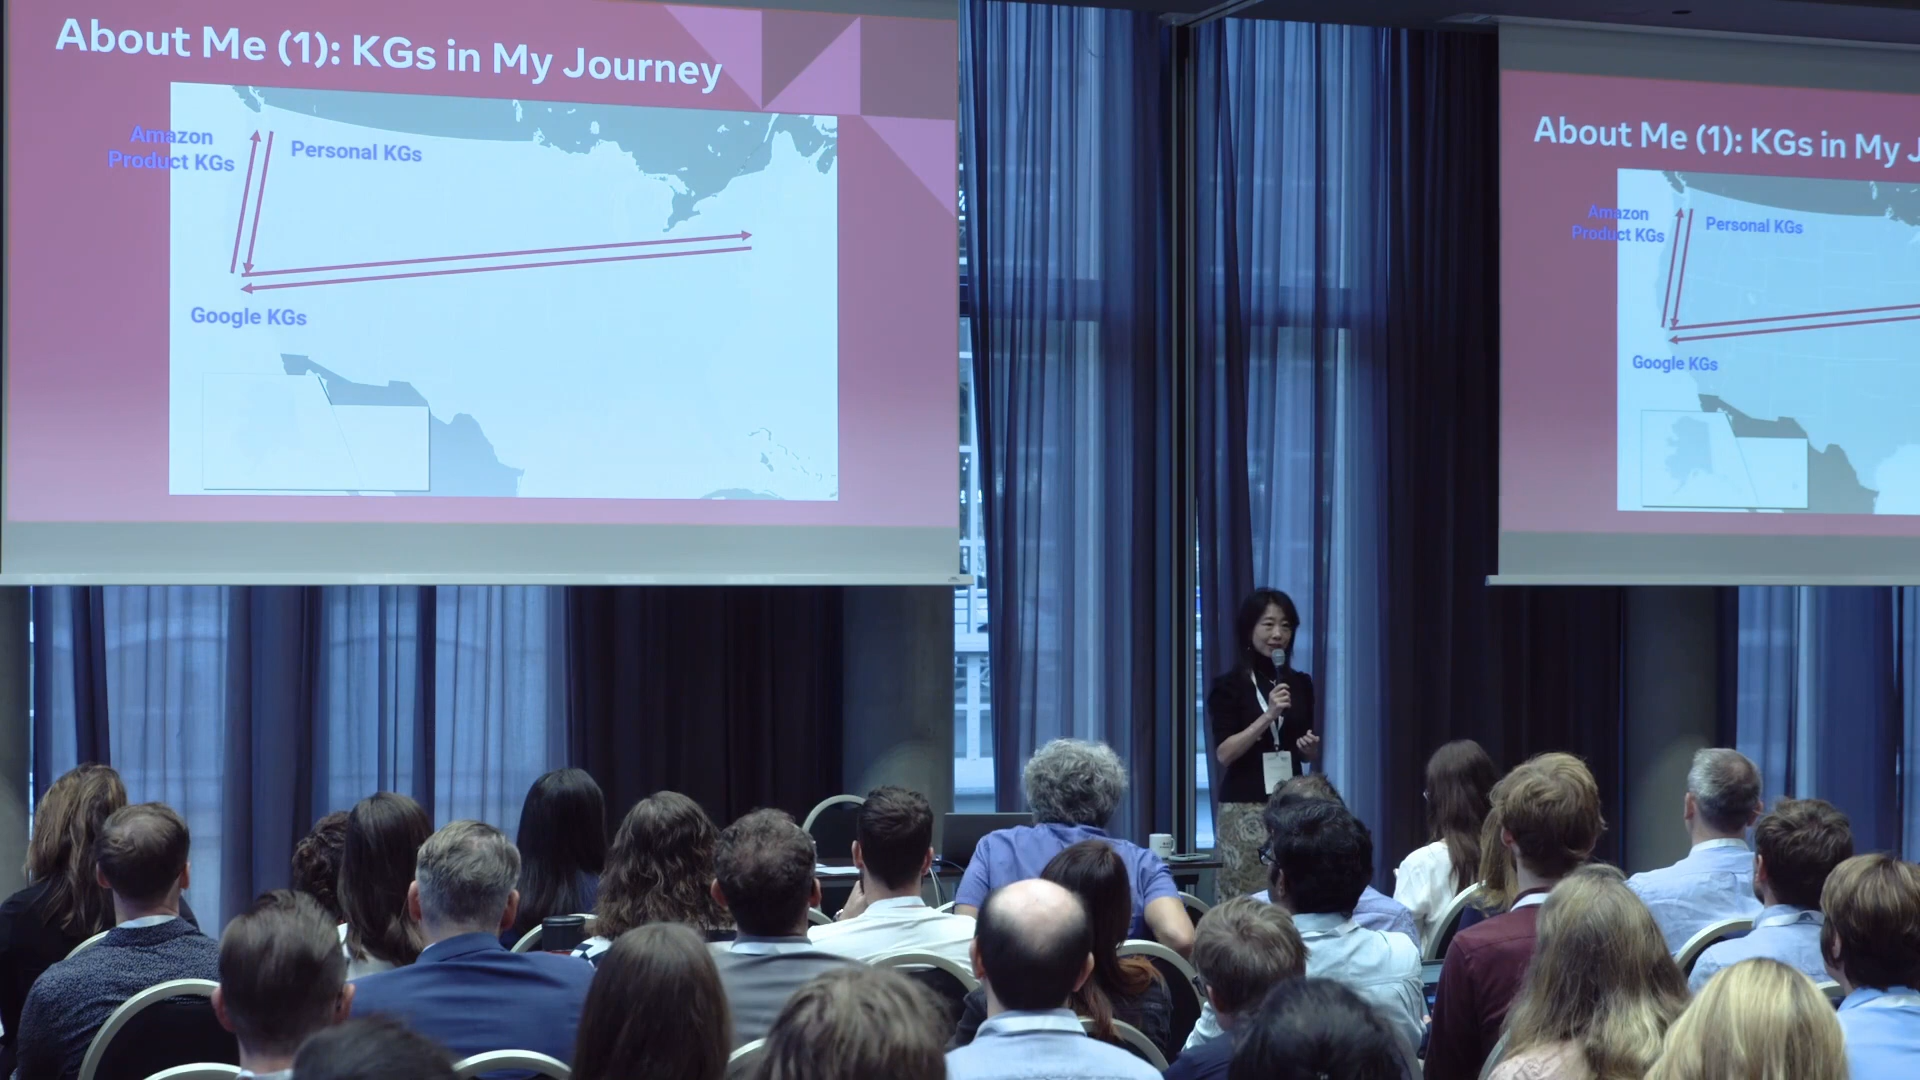 About Me (1): KGs in My Journey
Amazon
Product KGs
Personal KGs
Google KGs
About Me (1): KGs in My J
Amazon
Product KGs
Personal KGs
Google KGs